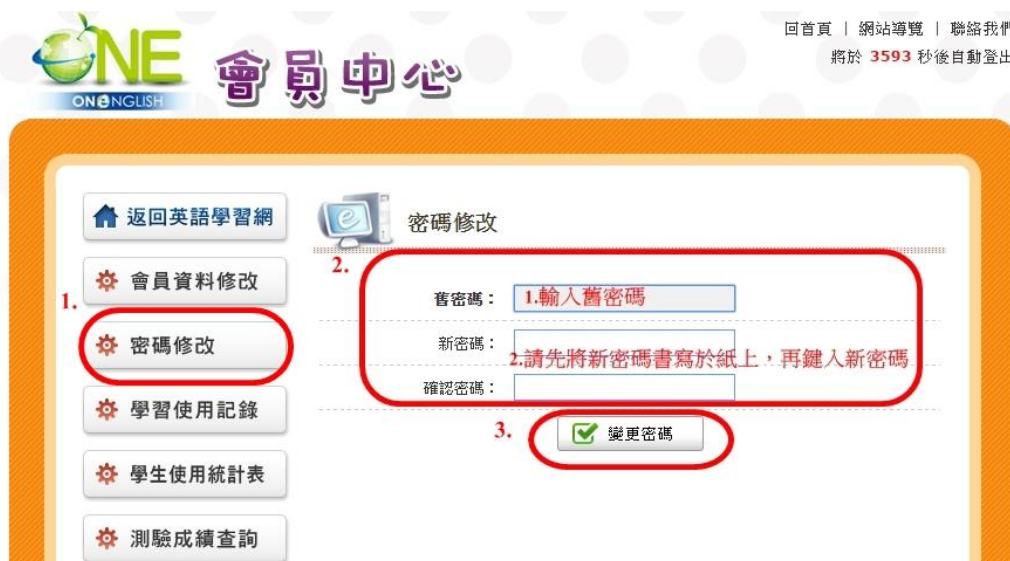 回首頁 | 網站導覽 | 聯絡我們
ONE
ONENGLISH
會員中心
將於 3593 秒後自動登出
返回英語學習網
密碼修改
2.
會員資料修改
1.
舊密碼：
1.輸入舊密碼
密碼修改
新密碼：
2.請先將新密碼書寫於紙上，再鍵入新密碼
確認密碼：
學習使用記錄
3.
變更密碼
學生使用統計表
測驗成績查詢